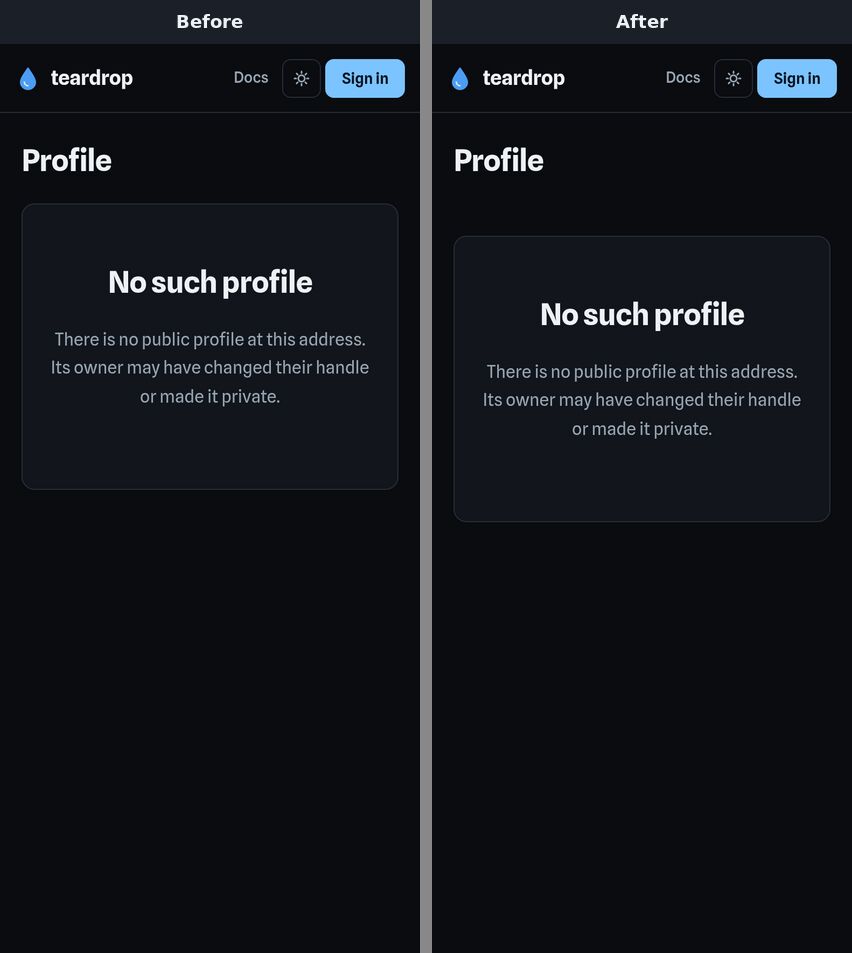 Before
teardrop
Docs
Sign in
Profile
No such profile
There is no public profile at this address.
Its owner may have changed their handle
or made it private.
After
teardrop
Docs
Sign in
Profile
No such profile
There is no public profile at this address.
Its owner may have changed their handle
or made it private.